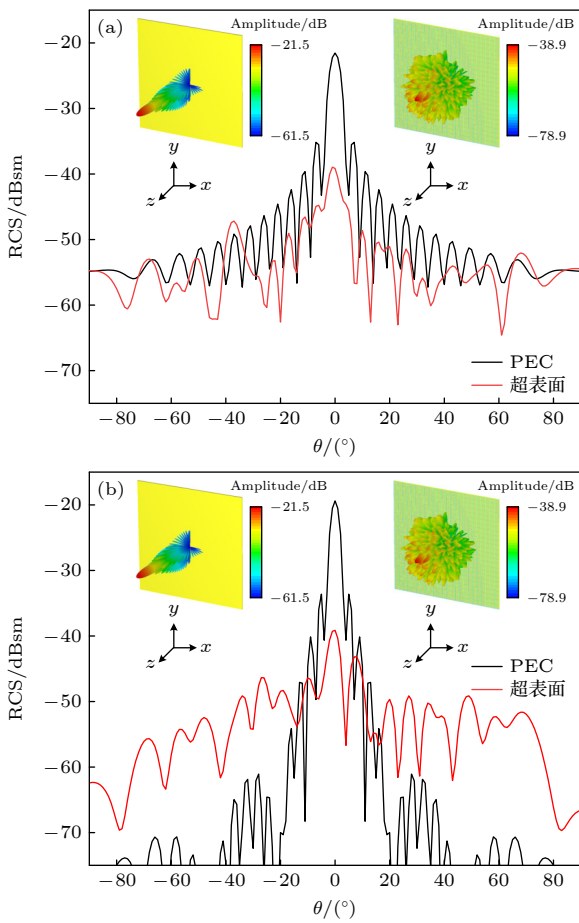 (a)
Amplitude/dB
−21.5
−61.5
Amplitude/dB
−38.9
−78.9
y
x
z
y
x
z
RCS/dBsm
−20
−30
−40
−50
−60
−70
PEC
超表面
−80 −60 −40 −20 0 20 40 60 80
θ/(°)
(b)
Amplitude/dB
−21.5
−61.5
Amplitude/dB
−38.9
−78.9
y
x
z
y
x
z
RCS/dBsm
−20
−30
−40
−50
−60
−70
PEC
超表面
−80 −60 −40 −20 0 20 40 60 80
θ/(°)